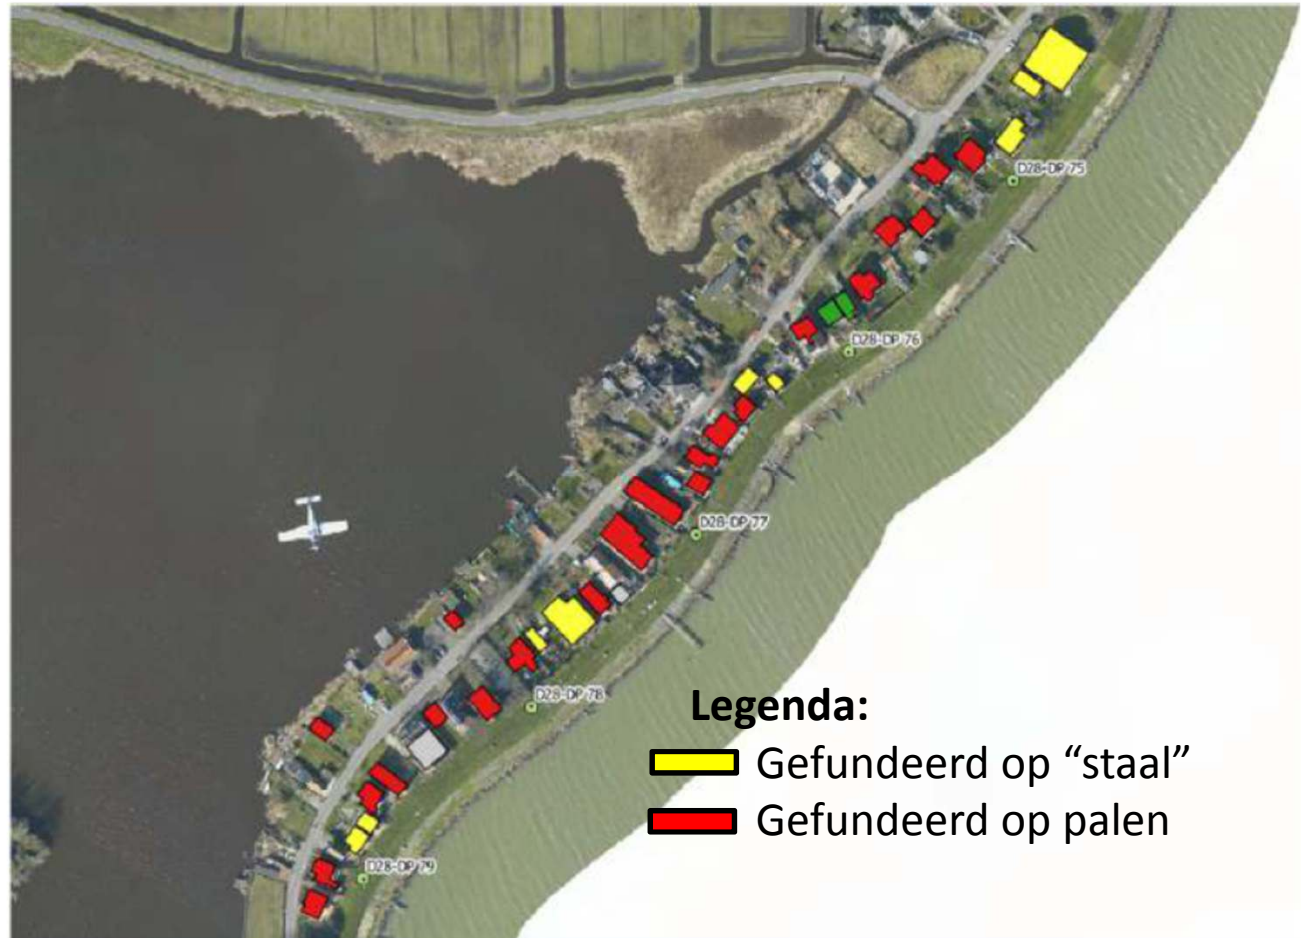 D28-DP 75
D28-DP 76
D28-DP 77
D28-DP 78
D28-DP 79
Legenda:
Gefundeerd op “staal”
Gefundeerd op palen